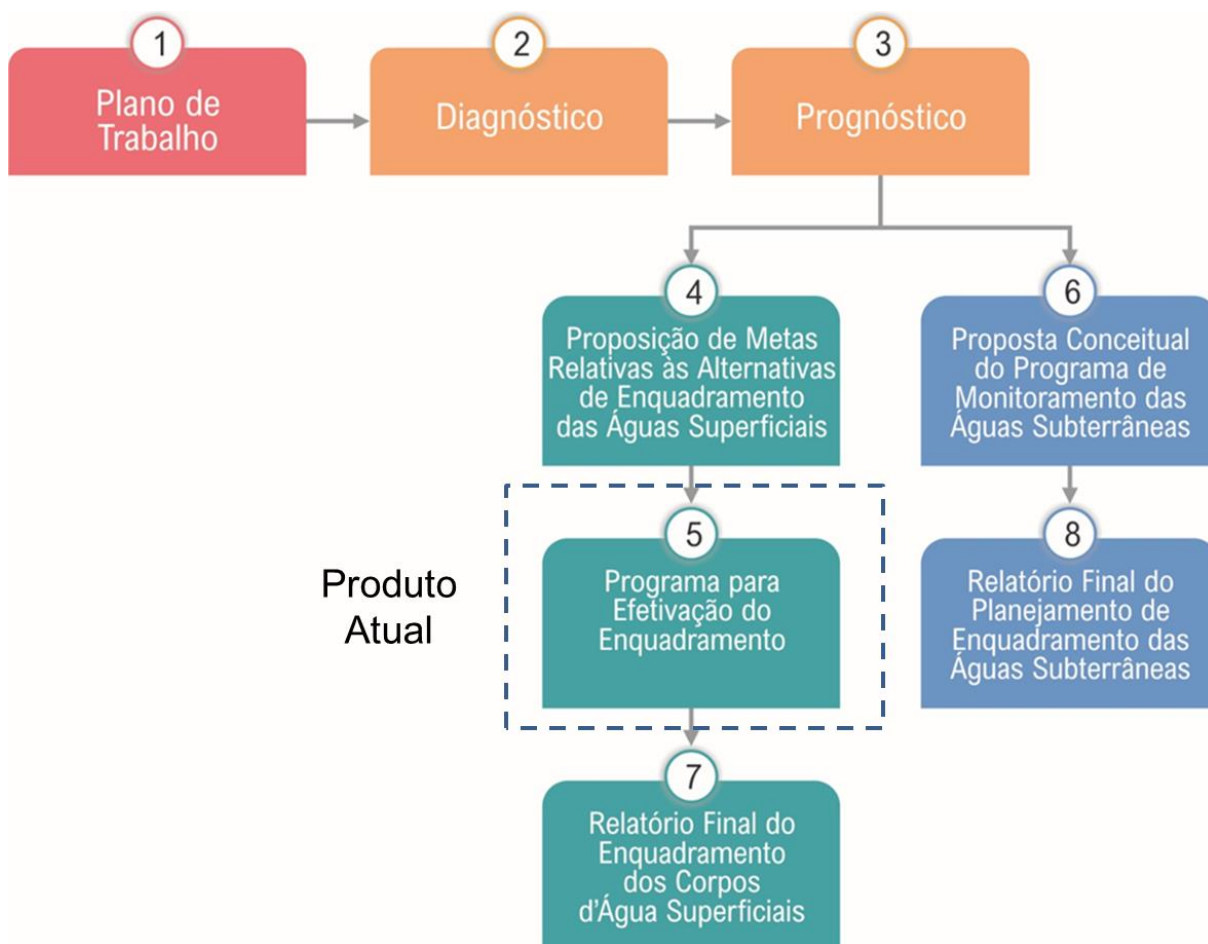 1
Plano de
Trabalho
2
Diagnóstico
3
Prognóstico
4
Proposição de Metas
Relativas às Alternativas
de Enquadramento
das Águas Superficiais
6
Proposta Conceitual
do Programa de
Monitoramento das
Águas Subterrâneas
Produto
Atual
5
Programa para
Efetivação do
Enquadramento
8
Relatório Final do
Planejamento de
Enquadramento das
Águas Subterrâneas
7
Relatório Final do
Enquadramento
dos Corpos
d'Água Superficiais